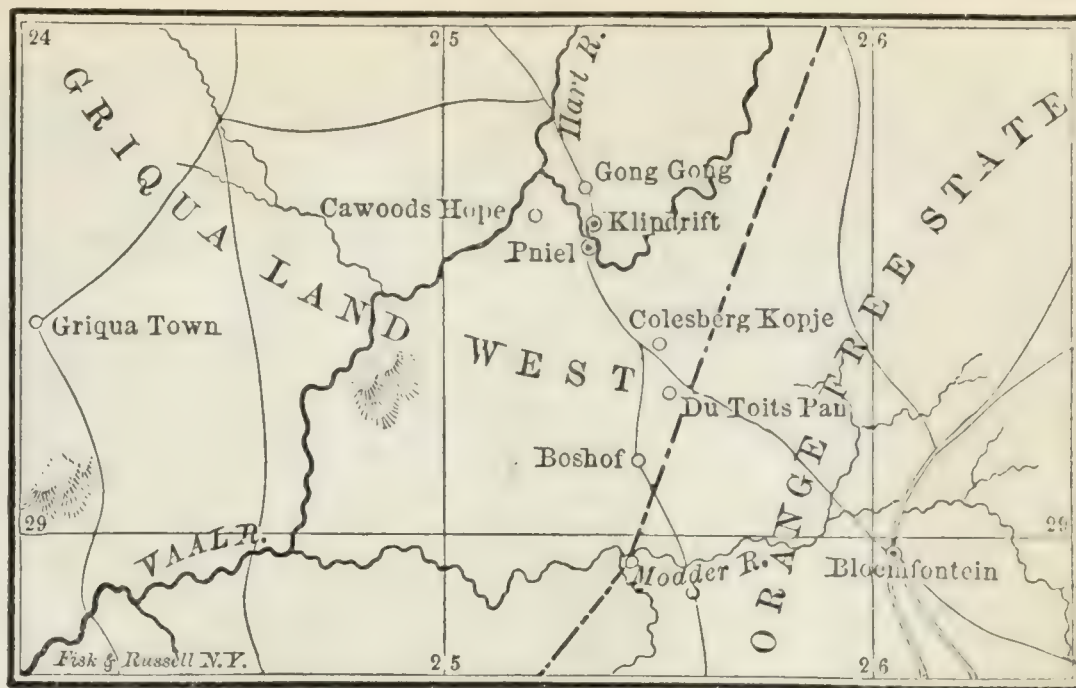 24
25
26
Hart R.
GRIQUA LAND WEST
Gong Gong
Cawoods Hope
Klipdrift
Pniel
Griqua Town
Colesberg Kopje
Du Toits Pan
ORANGE FREE STATE
Boshof
29
29
VAAL R.
Modder R.
Bloemfontein
Fisk & Russell N.Y.
25
26